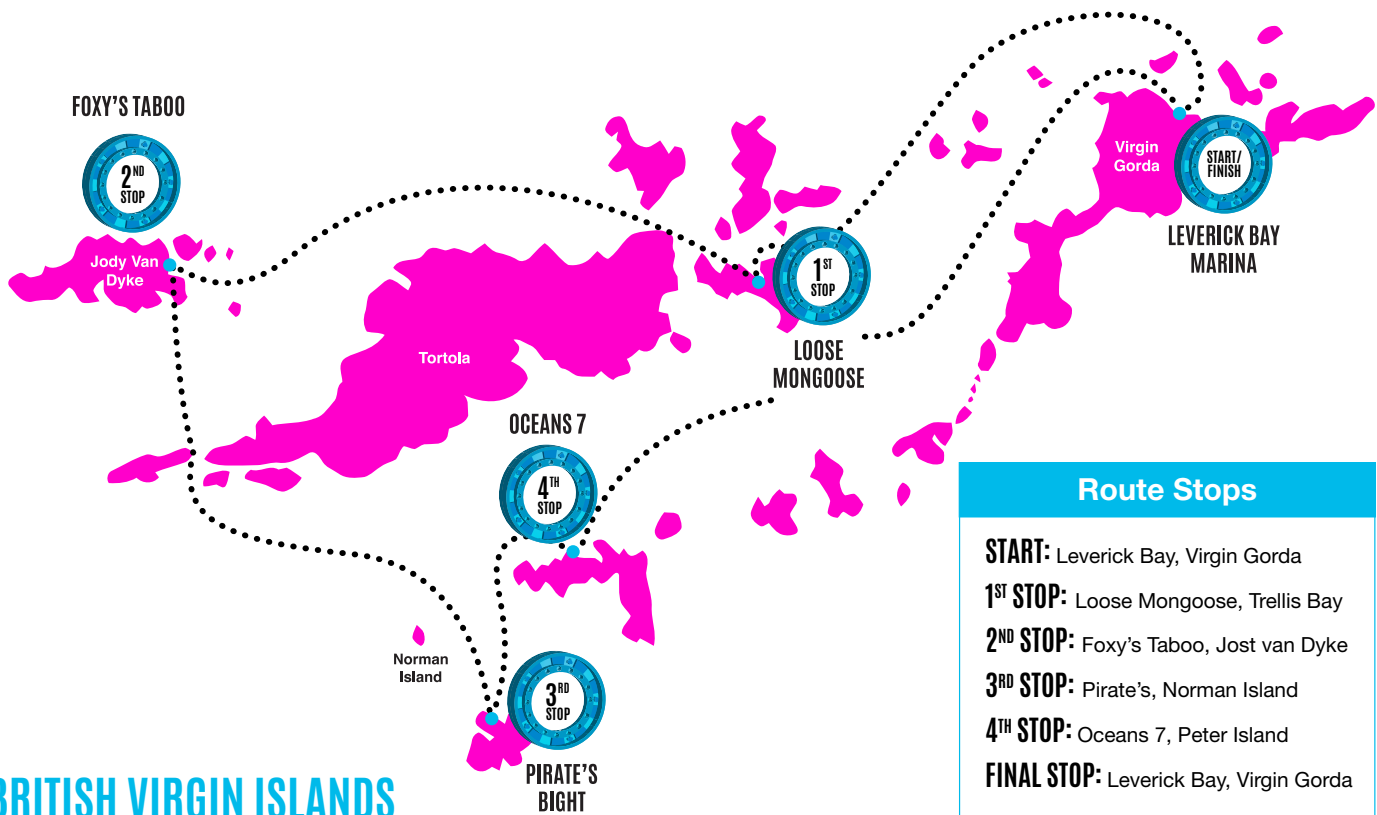 FOXY'S TABOO
2ND
STOP
Jody Van
Dyke
Tortola
1ST
STOP
LOOSE
MONGOOSE
Virgin
Gorda
START/
FINISH
LEVERICK BAY
MARINA
OCEANS 7
4TH
STOP
Norman
Island
3RD
STOP
PIRATE'S
BIGHT
BRITISH VIRGIN ISLANDS
Route Stops
START: Leverick Bay, Virgin Gorda
1ST STOP: Loose Mongoose, Trellis Bay
2ND STOP: Foxy's Taboo, Jost van Dyke
3RD STOP: Pirate's, Norman Island
4TH STOP: Oceans 7, Peter Island
FINAL STOP: Leverick Bay, Virgin Gorda